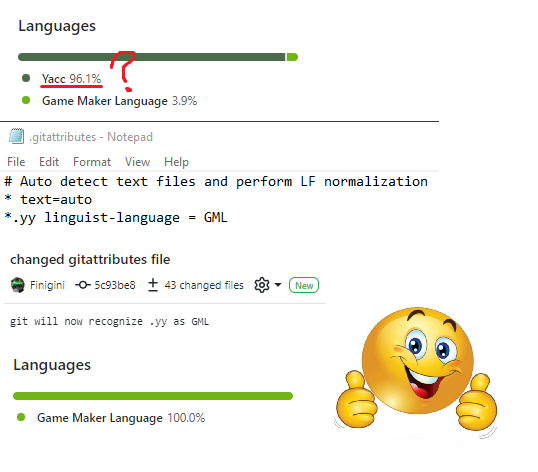 Languages
Yacc 96.1%
?
Game Maker Language 3.9%
.gitattributes - Notepad
File Edit Format View Help
# Auto detect text files and perform LF normalization
* text=auto
*.yy linguist-language = GML
changed gitattributes file
Finigini 5c93be8 43 changed files New
git will now recognize .yy as GML
Languages
Game Maker Language 100.0%